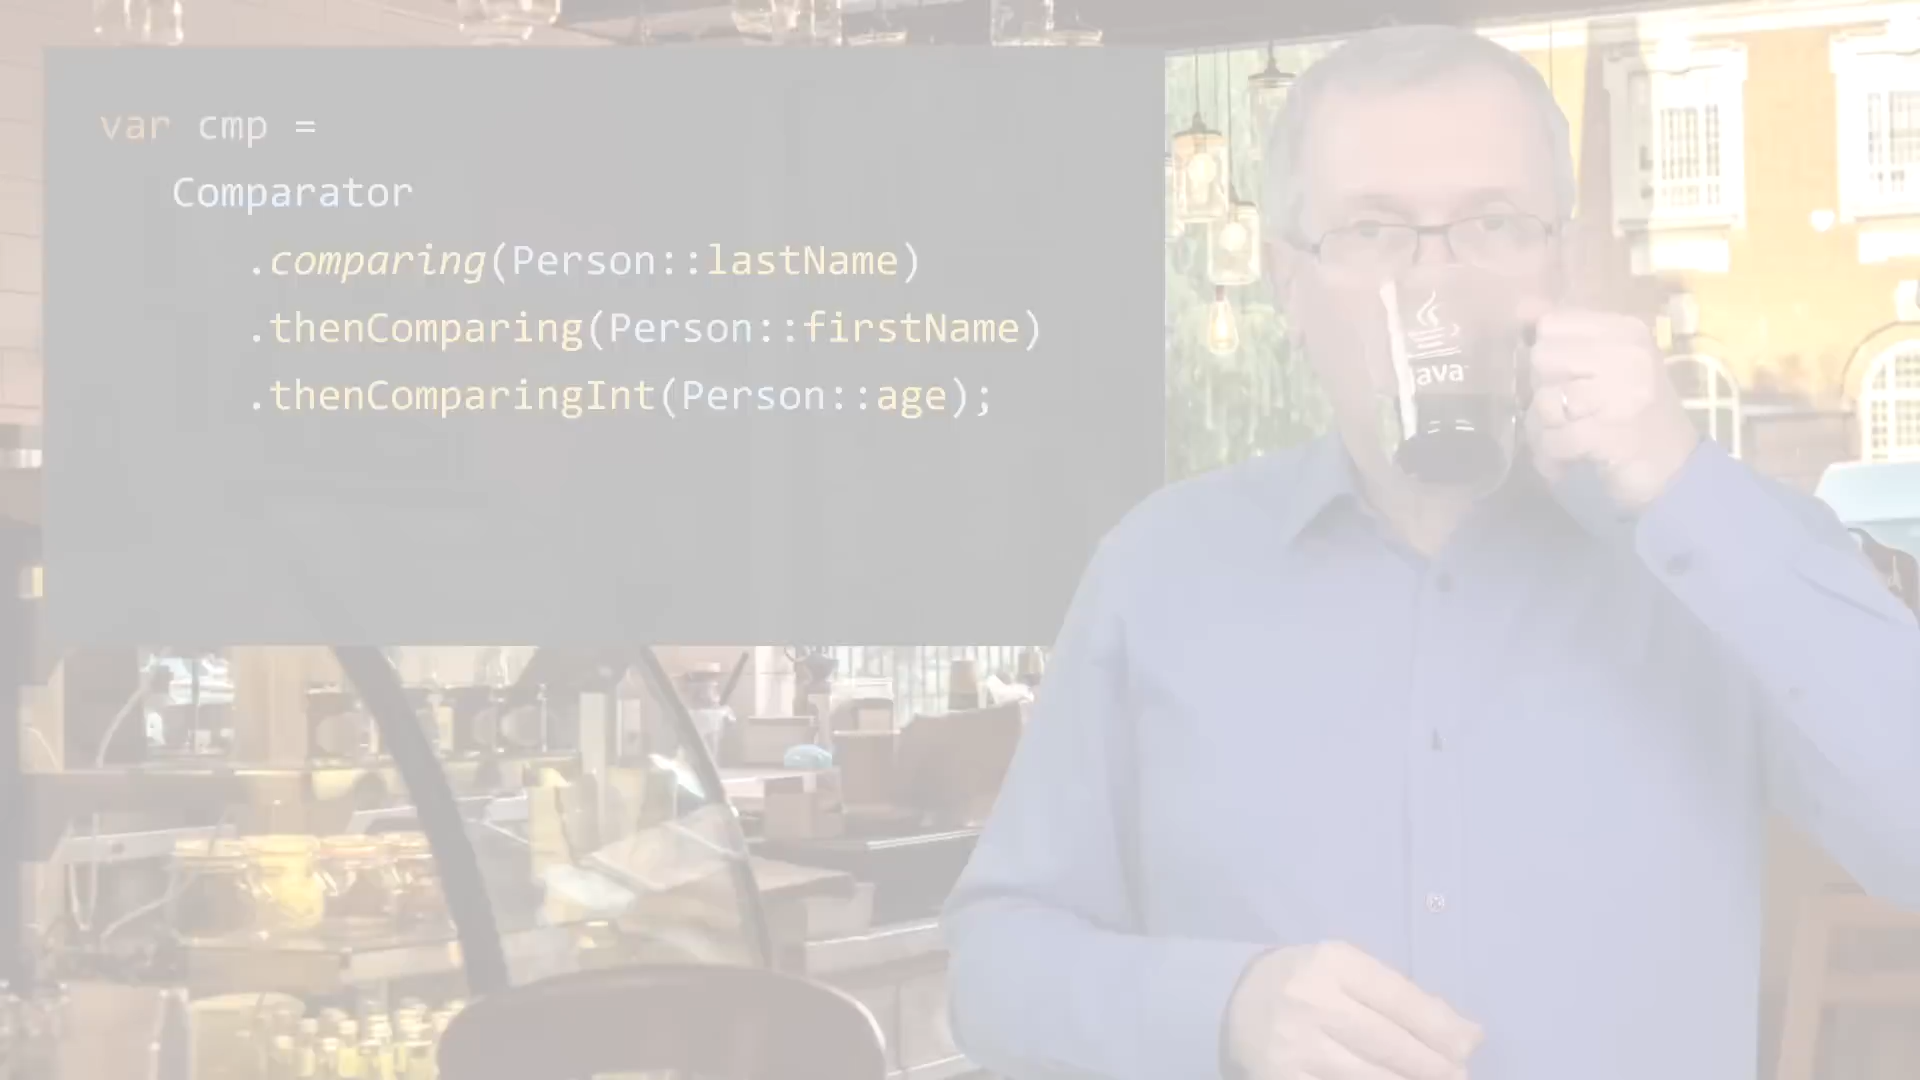 var cmp =
Comparator
.comparing(Person::lastName)
.thenComparing(Person::firstName)
.thenComparingInt(Person::age);
Java